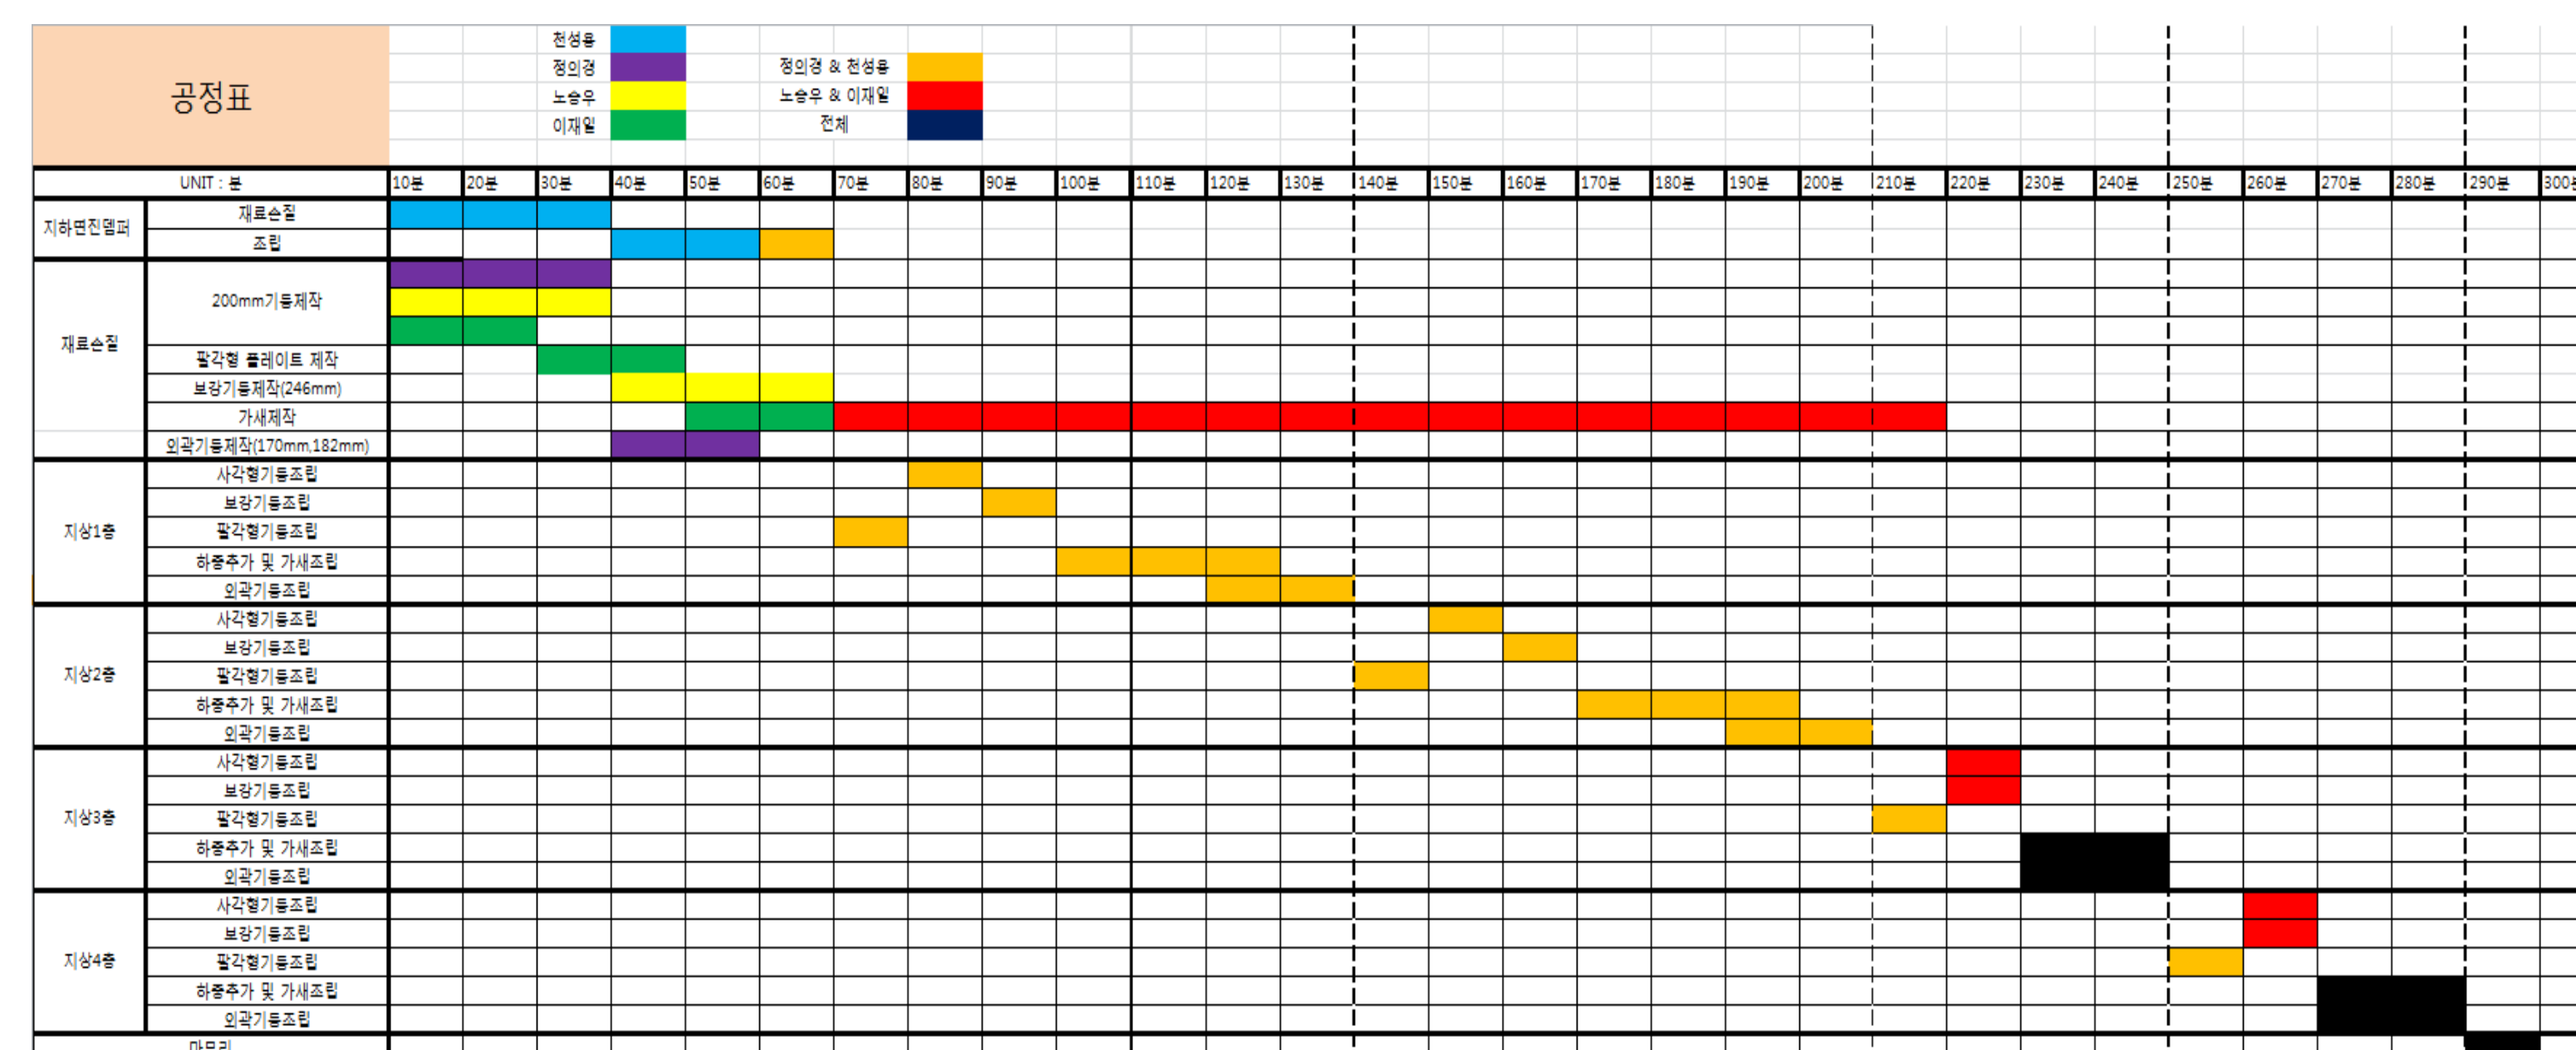 공정표
천성용
정의경
정의경 & 천성용
노승우
노승우 & 이재일
이재일
전체
UNIT : 분
10분 20분 30분 40분 50분 60분 70분 80분 90분 100분 110분 120분 130분 140분 150분 160분 170분 180분 190분 200분 210분 220분 230분 240분 250분 260분 270분 280분 290분 300분
지하면진뎀퍼
재료손질
조립
재료손질
200mm기둥제작
팔각형 플레이트 제작
보강기둥제작(246mm)
가새제작
외곽기둥제작(170mm,182mm)
지상1층
사각형기둥조립
보강기둥조립
팔각형기둥조립
하중추가 및 가새조립
외곽기둥조립
지상2층
사각형기둥조립
보강기둥조립
팔각형기둥조립
하중추가 및 가새조립
외곽기둥조립
지상3층
사각형기둥조립
보강기둥조립
팔각형기둥조립
하중추가 및 가새조립
외곽기둥조립
지상4층
사각형기둥조립
보강기둥조립
팔각형기둥조립
하중추가 및 가새조립
외곽기둥조립
마무리